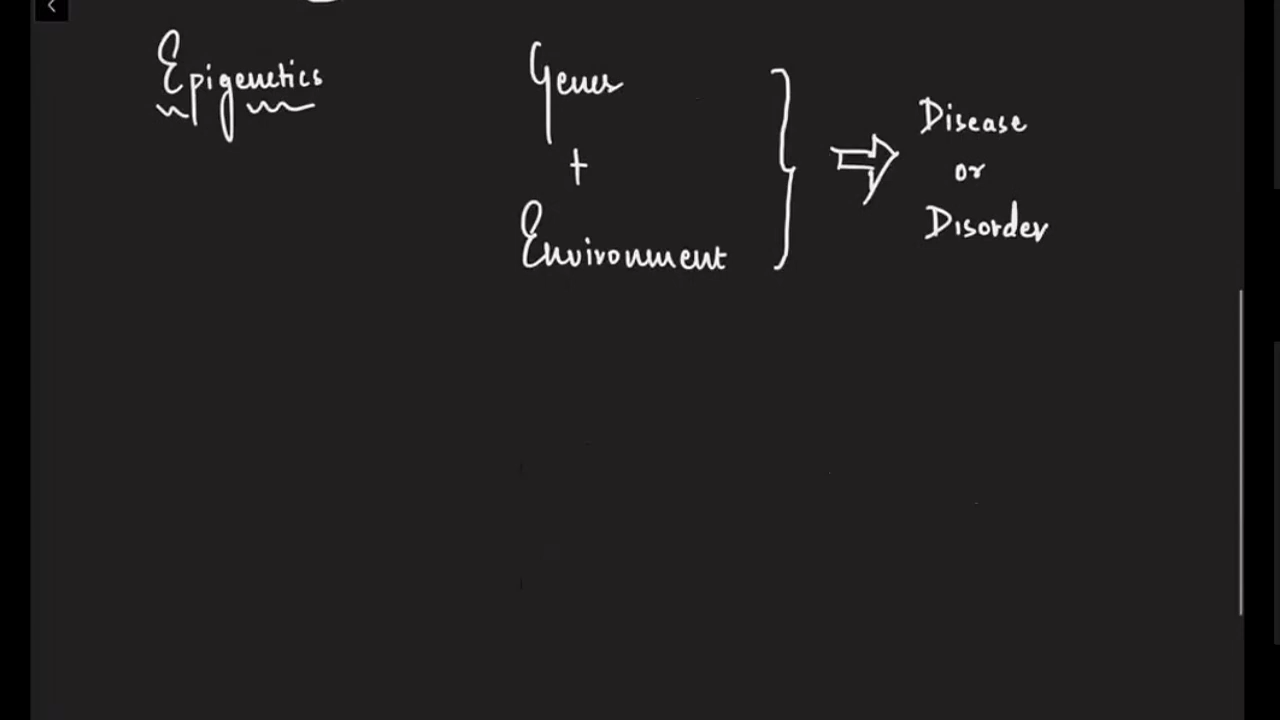 Epigenetics
Genes
+
Environment
Disease
or
Disorder